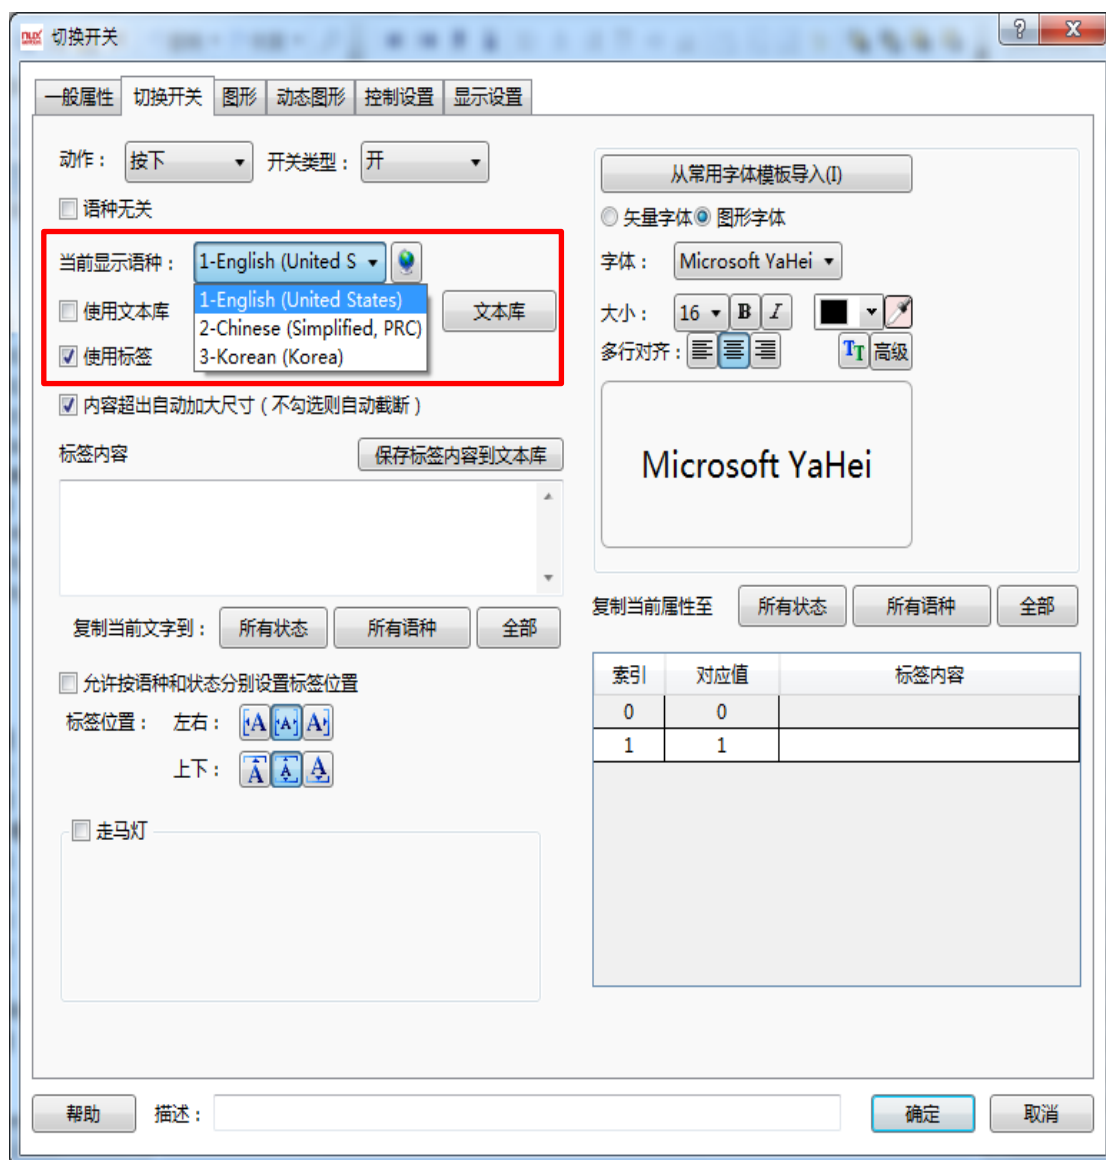 nux 切换开关
一般属性 切换开关 图形 动态图形 控制设置 显示设置
动作： 按下 开关类型： 开
语种无关
当前显示语种： 1-English (United S
1-English (United States)
2-Chinese (Simplified, PRC)
3-Korean (Korea)
使用文本库 文本库
使用标签
内容超出自动加大尺寸（不勾选则自动截断）
标签内容 保存标签内容到文本库
复制当前文字到： 所有状态 所有语种 全部
允许按语种和状态分别设置标签位置
标签位置： 左右： A A A
上下： A A A
走马灯
从常用字体模板导入(I)
矢量字体 图形字体
字体： Microsoft YaHei
大小： 16 B I
多行对齐： TT 高级
Microsoft YaHei
复制当前属性至 所有状态 所有语种 全部
索引 对应值 标签内容
0 0
1 1
帮助 描述： 确定 取消